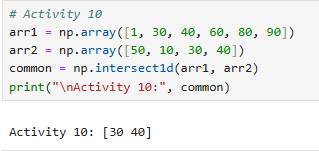 # Activity 10
arr1 = np.array([1, 30, 40, 60, 80, 90])
arr2 = np.array([50, 10, 30, 40])
common = np.intersect1d(arr1, arr2)
print("\nActivity 10:", common)
Activity 10: [30 40]